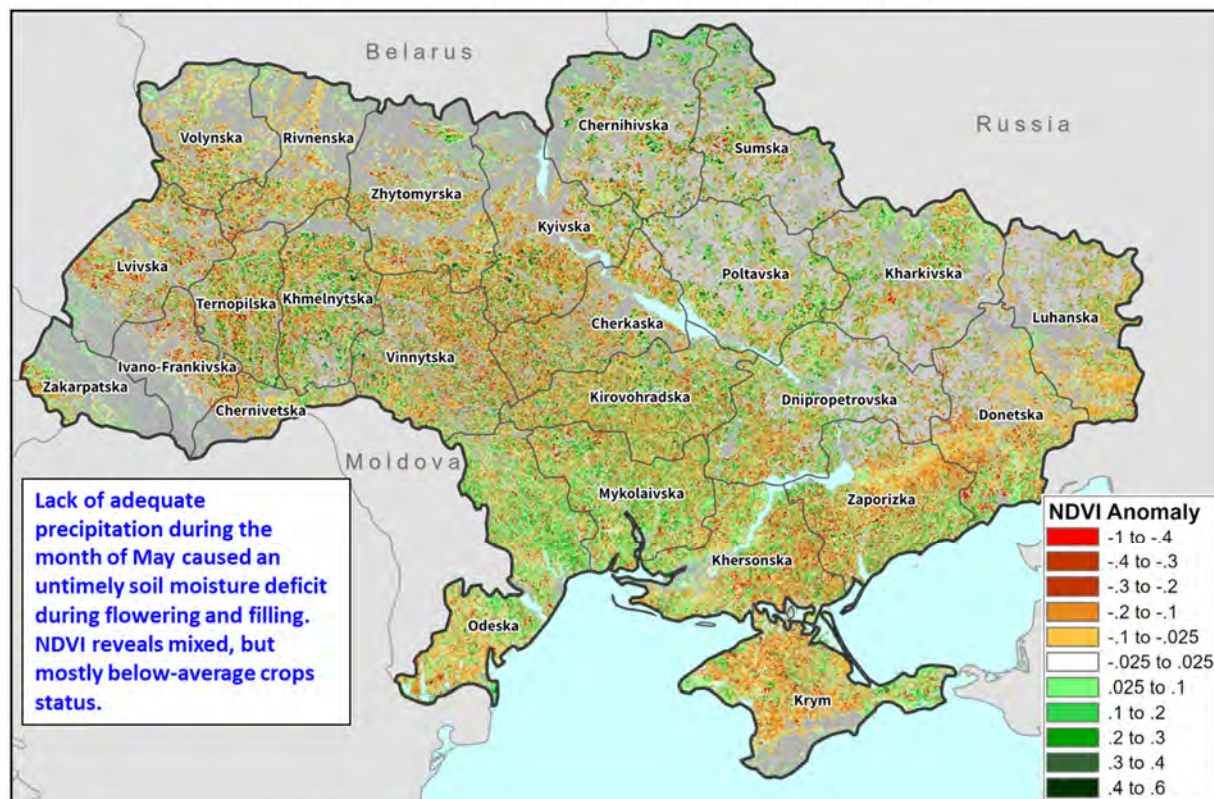 Belarus
Russia
Chernihivska
Volynska
Rivnenska
Sumska
Zhytomyrska
Kyivska
Lvivska
Poltavska
Kharkivska
Ternopilska
Khmelnytska
Luhanska
Cherkaska
Vinnytska
Ivano-Frankivska
Zakarpatska
Kirovohradska
Dnipropetrovska
Chernivetska
Donetska
Moldova
Mykolaivska
Zaporizka
Khersonska
Odeska
Krym
Lack of adequate
precipitation during the
month of May caused an
untimely soil moisture deficit
during flowering and filling.
NDVI reveals mixed, but
mostly below-average crops
status.
NDVI Anomaly
-1 to -.4
-.4 to -.3
-.3 to -.2
-.2 to -.1
-.1 to -.025
-.025 to .025
.025 to .1
.1 to .2
.2 to .3
.3 to .4
.4 to .6